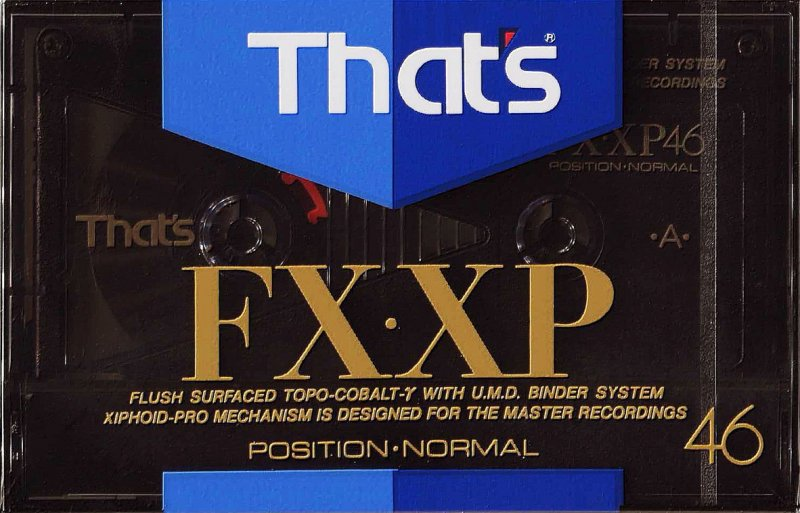 That's®
ER SYSTEM
ECORDINGS
X·XP46
POSITION·NORMAL
That's
·A·
FX·XP
FLUSH SURFACED TOPO-COBALT-γ WITH U.M.D. BINDER SYSTEM
XIPHOID-PRO MECHANISM IS DESIGNED FOR THE MASTER RECORDINGS
46
POSITION·NORMAL